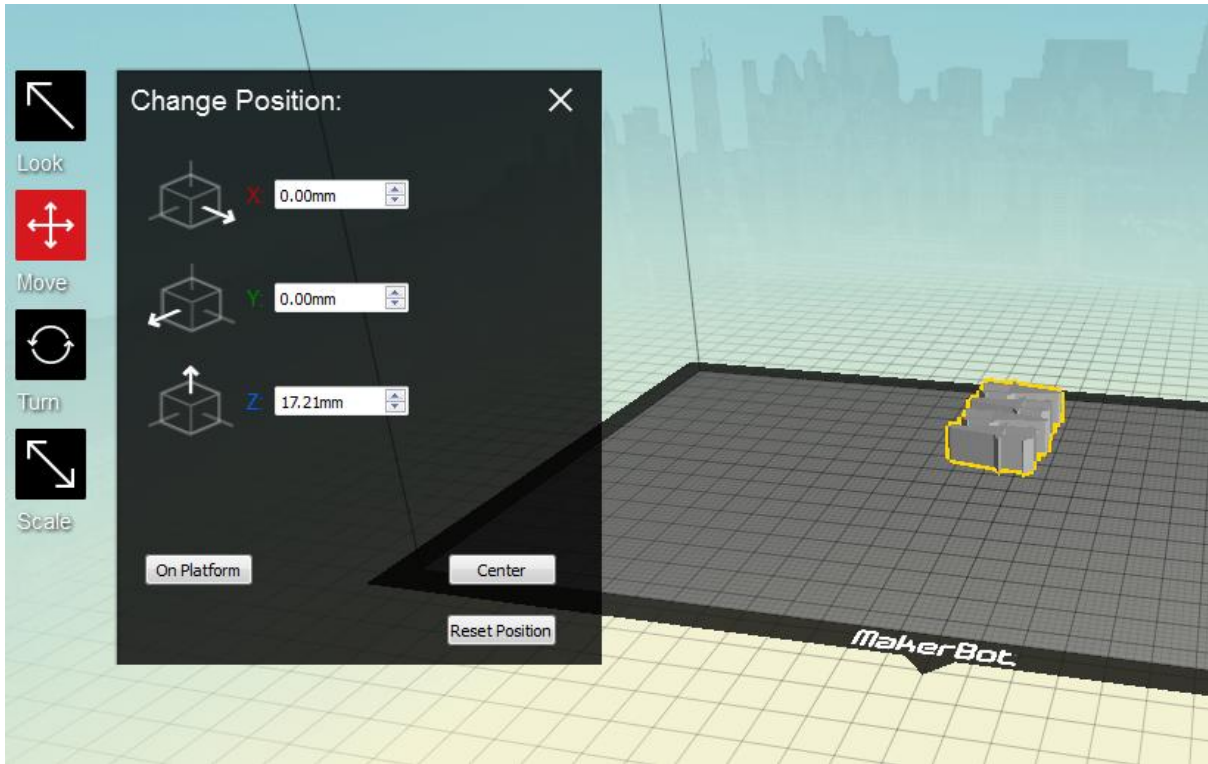 Look
Move
Turn
Scale
Change Position:
X: 0.00mm
Y: 0.00mm
Z: 17.21mm
On Platform
Center
Reset Position
MakerBot